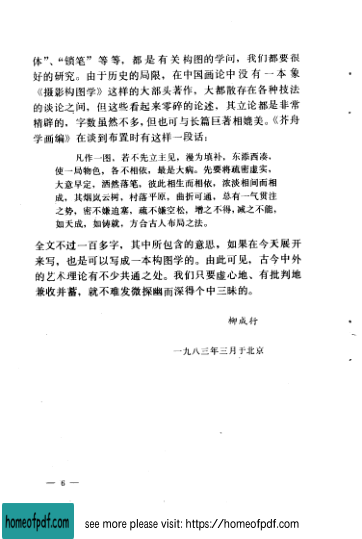 体”、“锁笔”等等，都是有关构图的学问，我们都要很
好的研究。由于历史的局限，在中国画论中没有一本象
《摄影构图学》这样的大部头著作，大都散存在各种技法
的谈论之间，但这些看起来零碎的论述，其立论都是非常
精辟的，字数虽然不多，但也可与长篇巨著相媲美。《芥舟
学画编》在谈到布置时有这样一段话：
凡作一图，若不先立主见，漫为填补，东添西凑，
使一局物色，各不相依，最是大病。先要将疏密虚实，
大意早定，洒然落笔，彼此相生而相依，浓淡相间而相
成，其烟岚云树，村落平原，曲折可通，总有一气贯注
之势，密不嫌迫塞，疏不嫌空松，增之不得，减之不能，
如天成，如铸就，方合古人布局之法。
全文不过一百多字，其中所包含的意思，如果在今天展开
来写，也是可以写成一本构图学的。由此可见，古今中外
的艺术理论有不少共通之处。我们只要虚心地、有批判地
兼收并蓄，就不难发微探幽而深得个中三昧的。
柳成行
一九八三年三月于北京
— 6 —
homeofpdf.com
see more please visit: https://homeofpdf.com